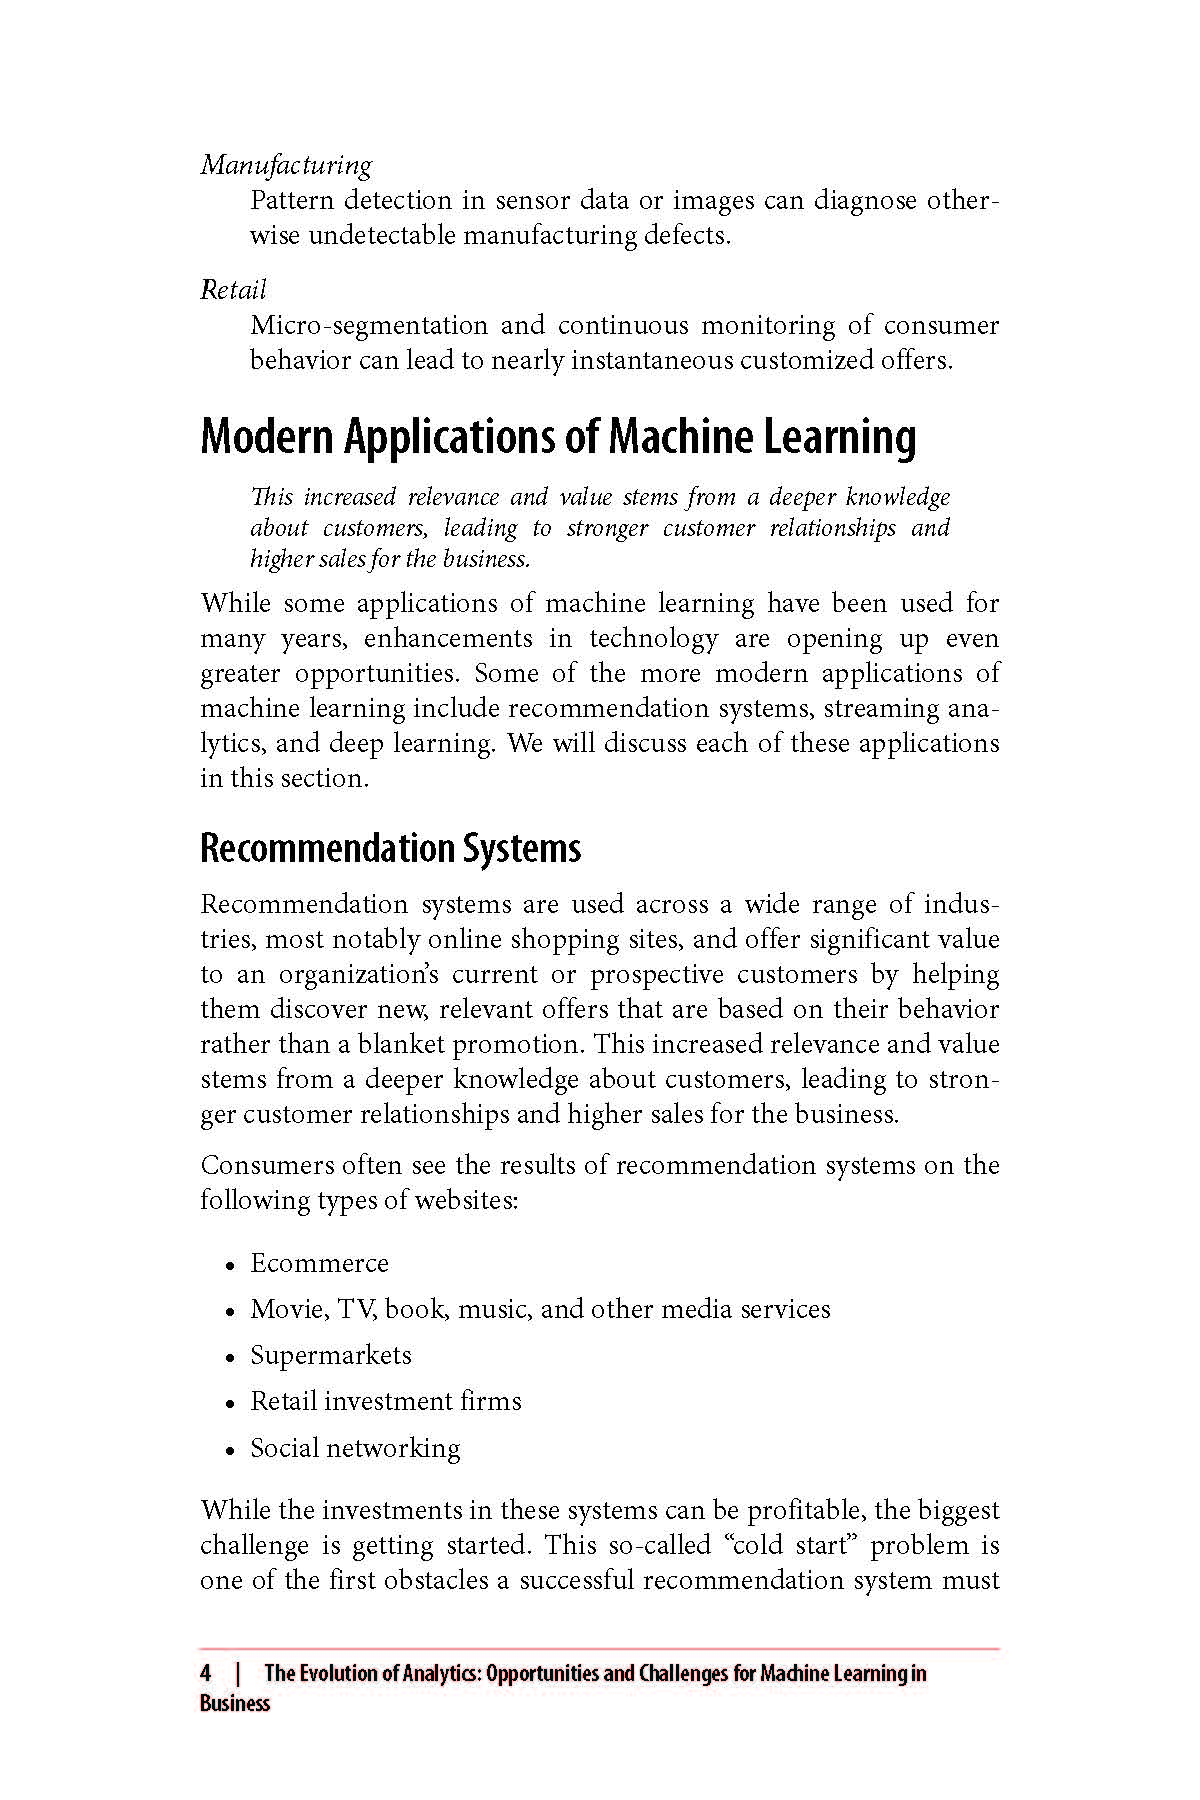 Manufacturing
Pattern detection in sensor data or images can diagnose other-
wise undetectable manufacturing defects.
Retail
Micro-segmentation and continuous monitoring of consumer
behavior can lead to nearly instantaneous customized offers.
Modern Applications of Machine Learning
This increased relevance and value stems from a deeper knowledge
about customers, leading to stronger customer relationships and
higher sales for the business.
While some applications of machine learning have been used for
many years, enhancements in technology are opening up even
greater opportunities. Some of the more modern applications of
machine learning include recommendation systems, streaming ana-
lytics, and deep learning. We will discuss each of these applications
in this section.
Recommendation Systems
Recommendation systems are used across a wide range of indus-
tries, most notably online shopping sites, and offer significant value
to an organization’s current or prospective customers by helping
them discover new, relevant offers that are based on their behavior
rather than a blanket promotion. This increased relevance and value
stems from a deeper knowledge about customers, leading to stron-
ger customer relationships and higher sales for the business.
Consumers often see the results of recommendation systems on the
following types of websites:
• Ecommerce
• Movie, TV, book, music, and other media services
• Supermarkets
• Retail investment firms
• Social networking
While the investments in these systems can be profitable, the biggest
challenge is getting started. This so-called “cold start” problem is
one of the first obstacles a successful recommendation system must
4 | The Evolution of Analytics: Opportunities and Challenges for Machine Learning in
Business